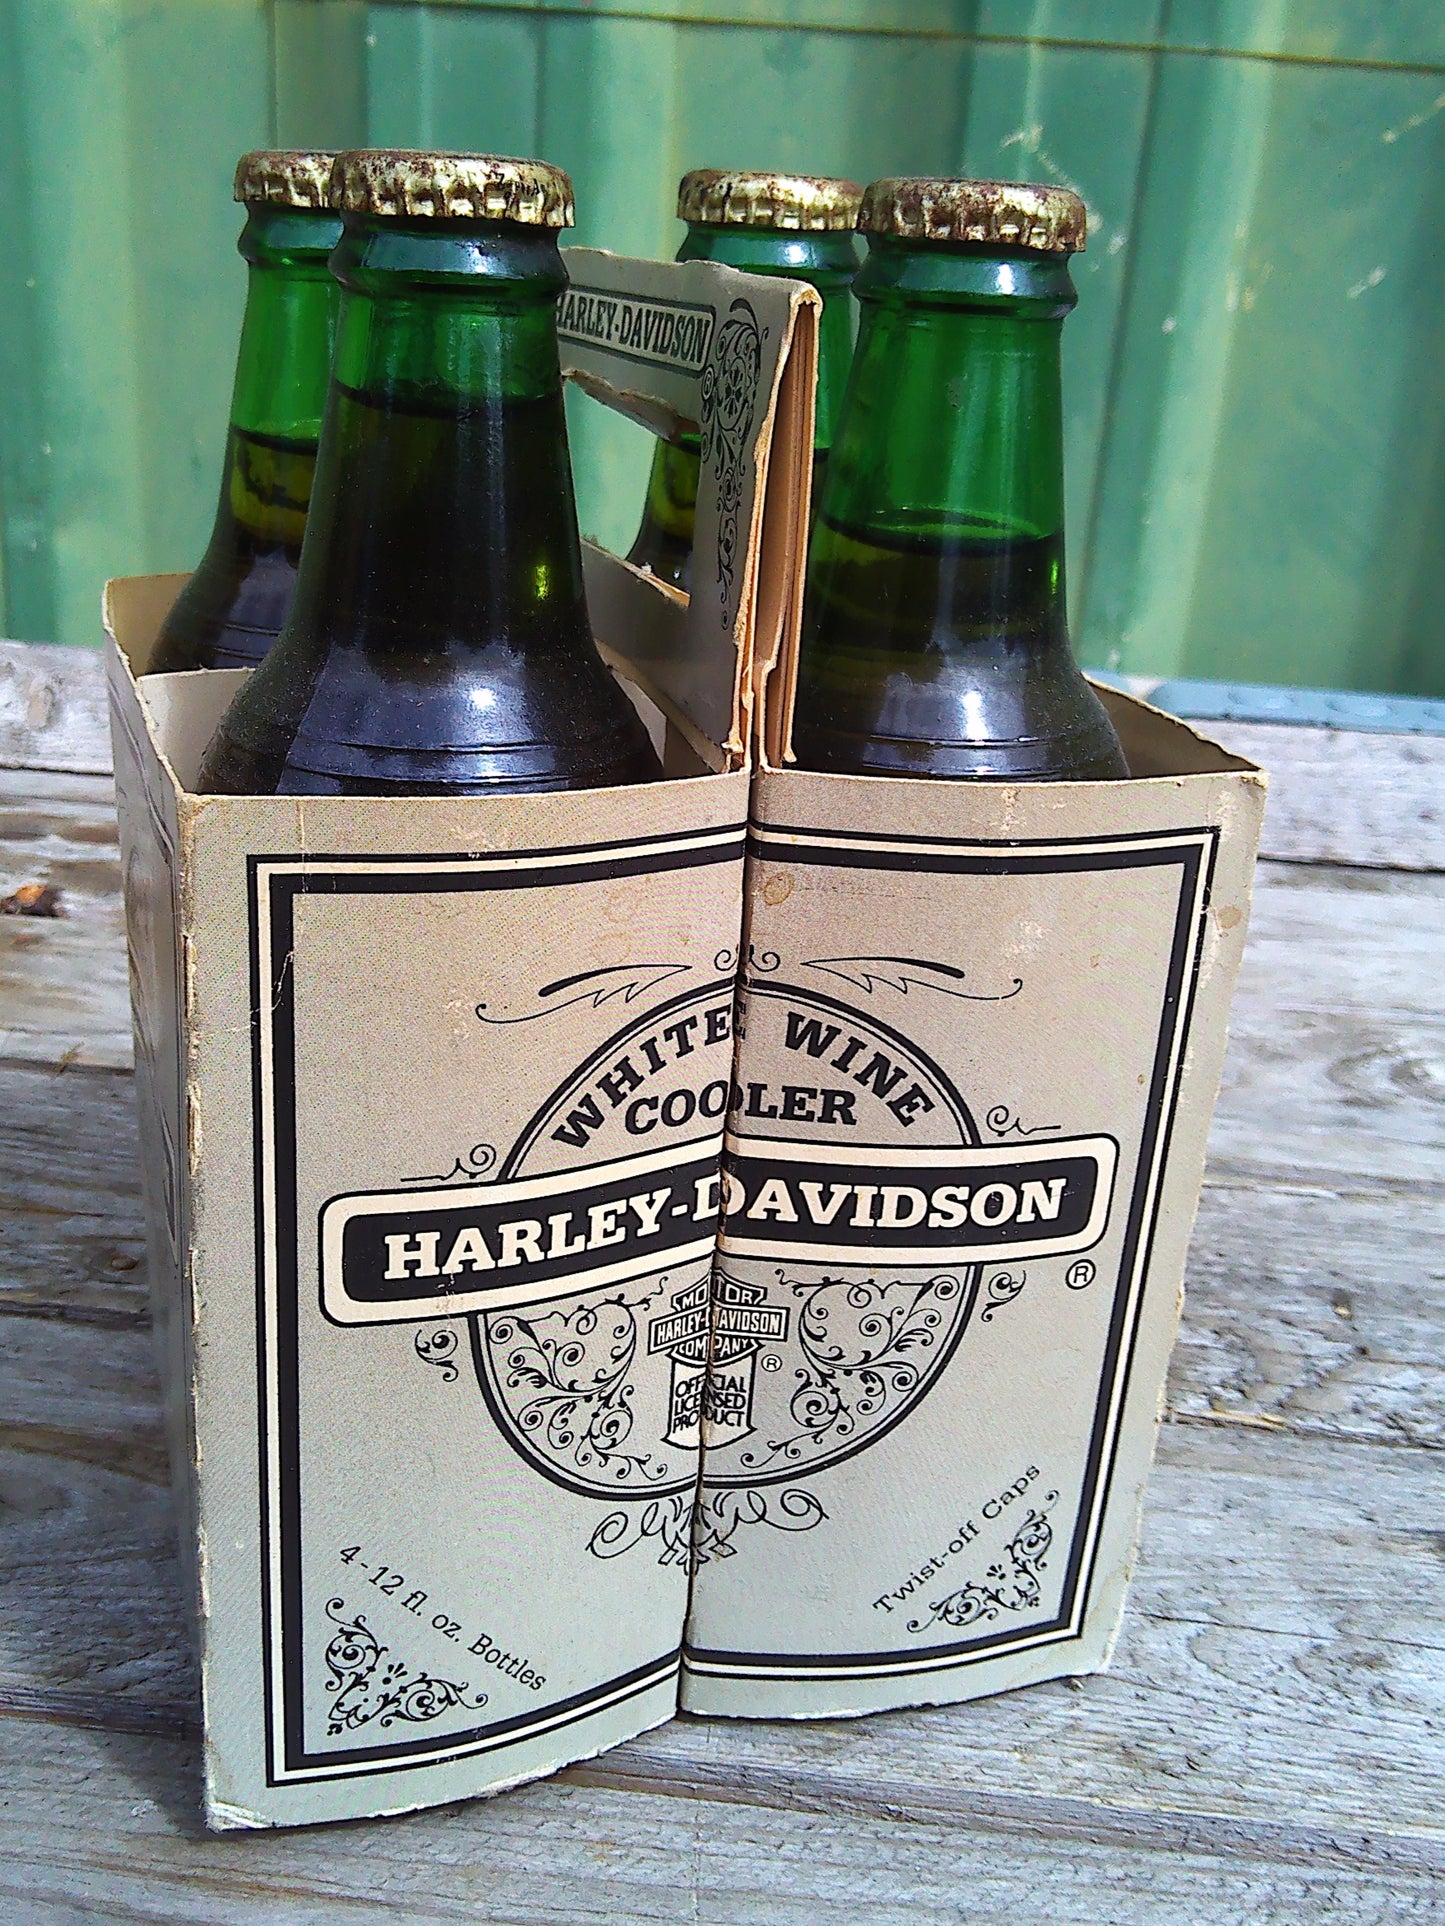 HARLEY-DAVIDSON
WHITE WINE
COOLER
HARLEY-DAVIDSON
®
MOTOR
HARLEY-DAVIDSON
COMPANY
®
OFFICIAL
LICENSED
PRODUCT
4-12 fl. oz. Bottles
Twist-off Caps